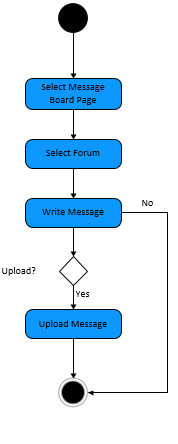 Select Message
Board Page
Select Forum
Write Message
No
Upload?
Yes
Upload Message